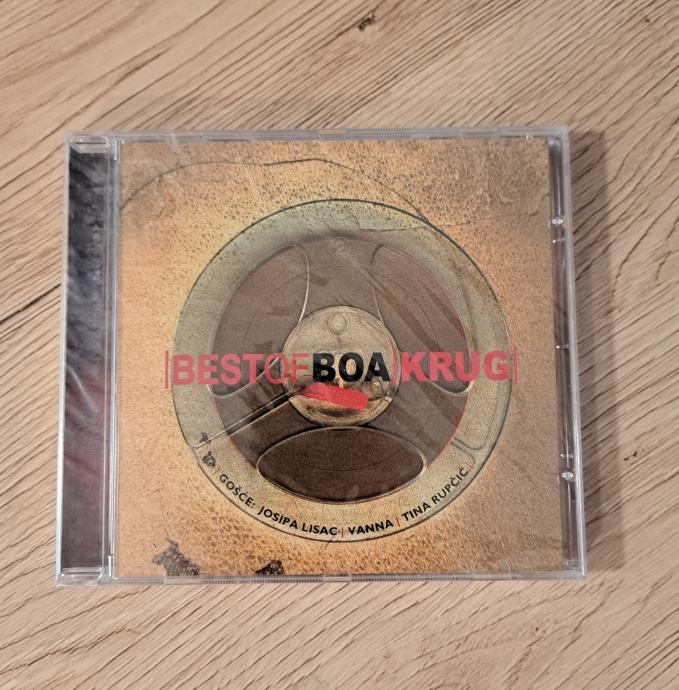 |BESTOFBOA|KRUG|
GOŠĆE: JOSIPA LISAC | VANNA | TINA RUPČIĆ